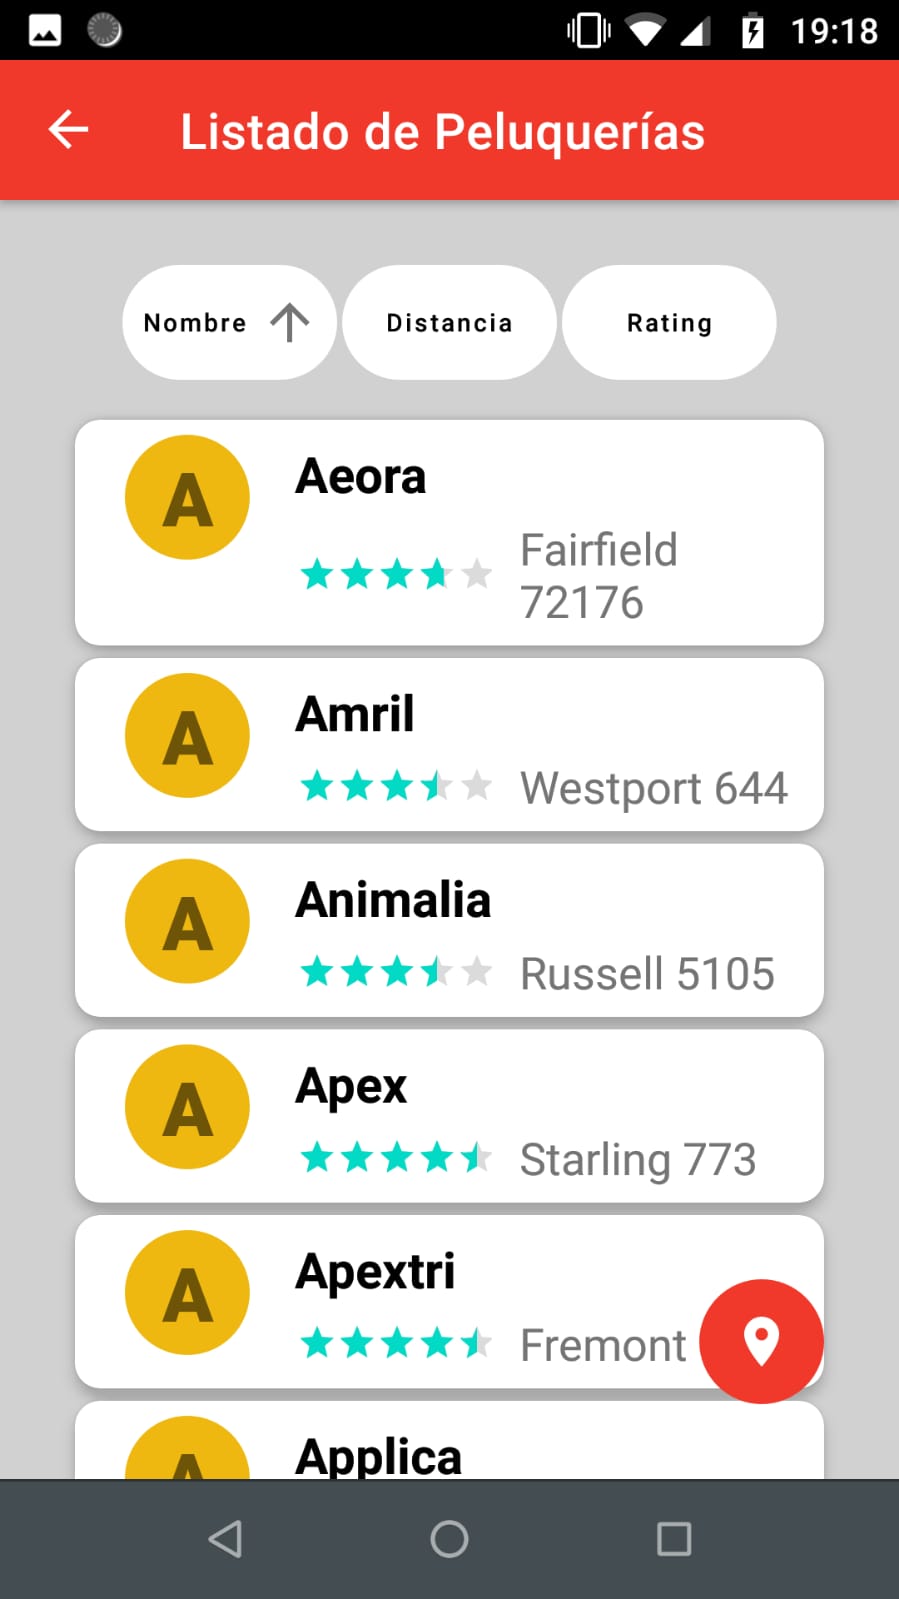 19:18
Listado de Peluquerías
Nombre Distancia Rating
A
Aeora
Fairfield
72176
A
Amril
Westport 644
A
Animalia
Russell 5105
A
Apex
Starling 773
A
Apextri
Fremont
A
Applica